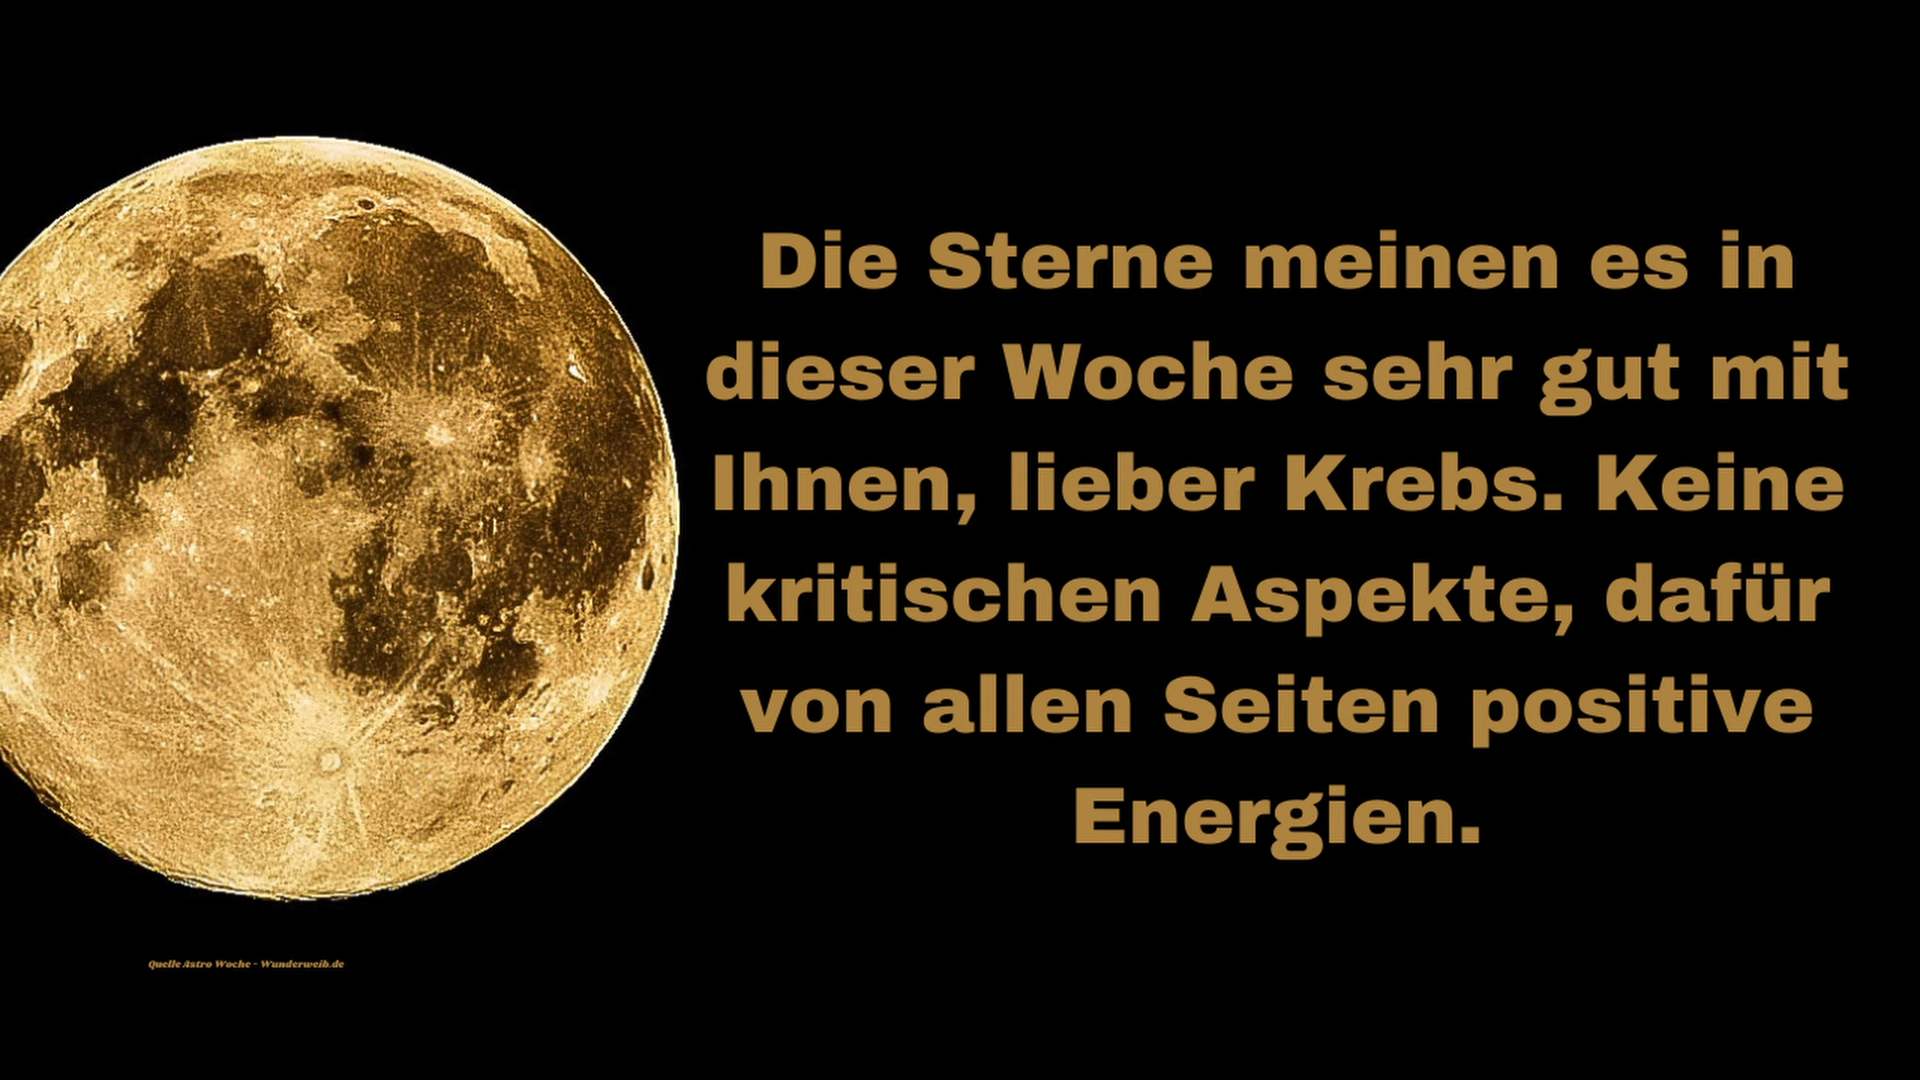 Die Sterne meinen es in
dieser Woche sehr gut mit
Ihnen, lieber Krebs. Keine
kritischen Aspekte, dafür
von allen Seiten positive
Energien.
Quelle Astro Woche - Wunderweib.de